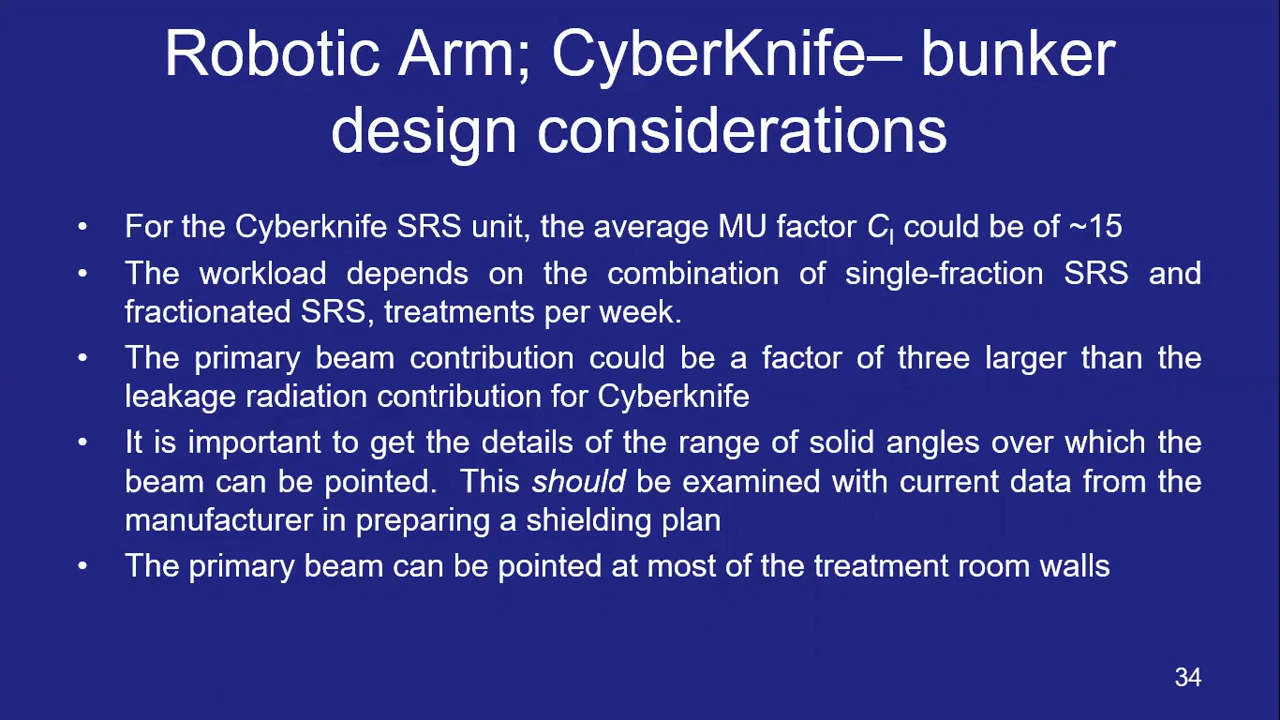 Robotic Arm; CyberKnife– bunker
design considerations
• For the Cyberknife SRS unit, the average MU factor CI could be of ~15
• The workload depends on the combination of single-fraction SRS and
fractionated SRS, treatments per week.
• The primary beam contribution could be a factor of three larger than the
leakage radiation contribution for Cyberknife
• It is important to get the details of the range of solid angles over which the
beam can be pointed. This should be examined with current data from the
manufacturer in preparing a shielding plan
• The primary beam can be pointed at most of the treatment room walls
34